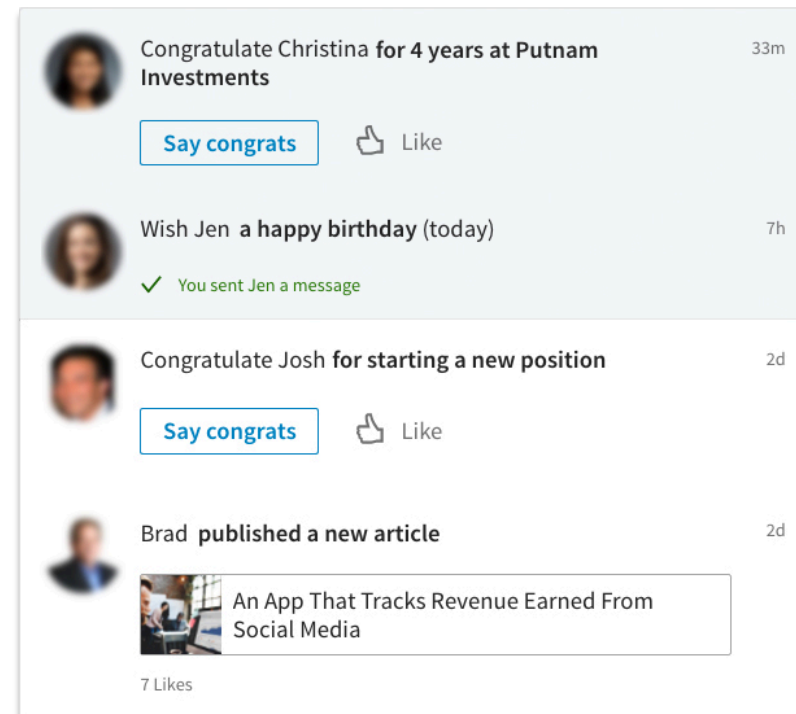 Congratulate Christina for 4 years at Putnam 33m
Investments
Say congrats Like
Wish Jen a happy birthday (today) 7h
You sent Jen a message
Congratulate Josh for starting a new position 2d
Say congrats Like
Brad published a new article 2d
An App That Tracks Revenue Earned From
Social Media
7 Likes